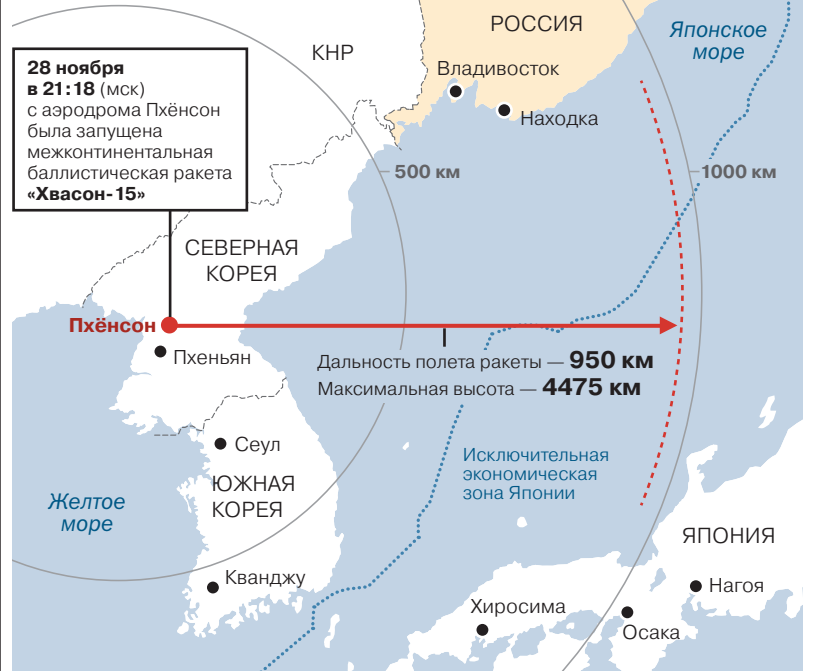 28 ноября
в 21:18 (мск)
с аэродрома Пхёнсон
была запущена
межконтинентальная
баллистическая ракета
«Хвасон-15»
КНР
РОССИЯ
Японское
море
Владивосток
Находка
500 км
1000 км
СЕВЕРНАЯ
КОРЕЯ
Пхёнсон
Пхеньян
Дальность полета ракеты — 950 км
Максимальная высота — 4475 км
Сеул
Исключительная
экономическая
зона Японии
ЮЖНАЯ
КОРЕЯ
Желтое
море
ЯПОНИЯ
Кванджу
Нагоя
Хиросима
Осака